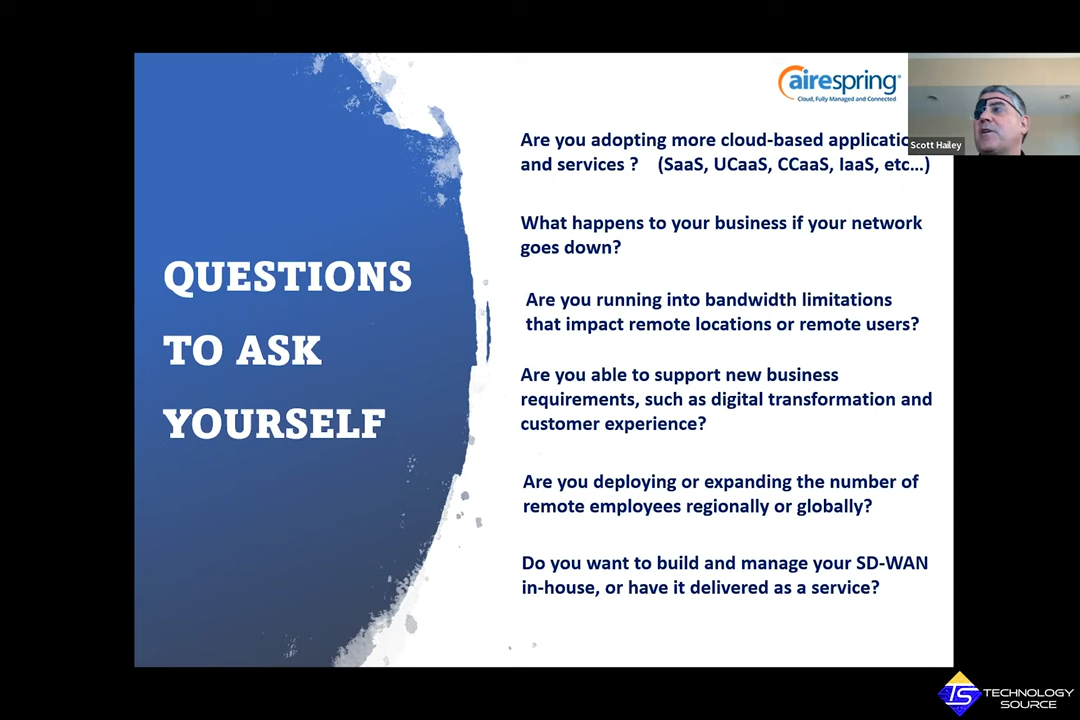 QUESTIONS
TO ASK
YOURSELF
airespring®
Cloud, Fully Managed and Connected
Are you adopting more cloud-based applicatio
and services ? (SaaS, UCaaS, CCaaS, IaaS, etc...)
What happens to your business if your network
goes down?
Are you running into bandwidth limitations
that impact remote locations or remote users?
Are you able to support new business
requirements, such as digital transformation and
customer experience?
Are you deploying or expanding the number of
remote employees regionally or globally?
Do you want to build and manage your SD-WAN
in-house, or have it delivered as a service?
Scott Hailey
TS TECHNOLOGY
SOURCE